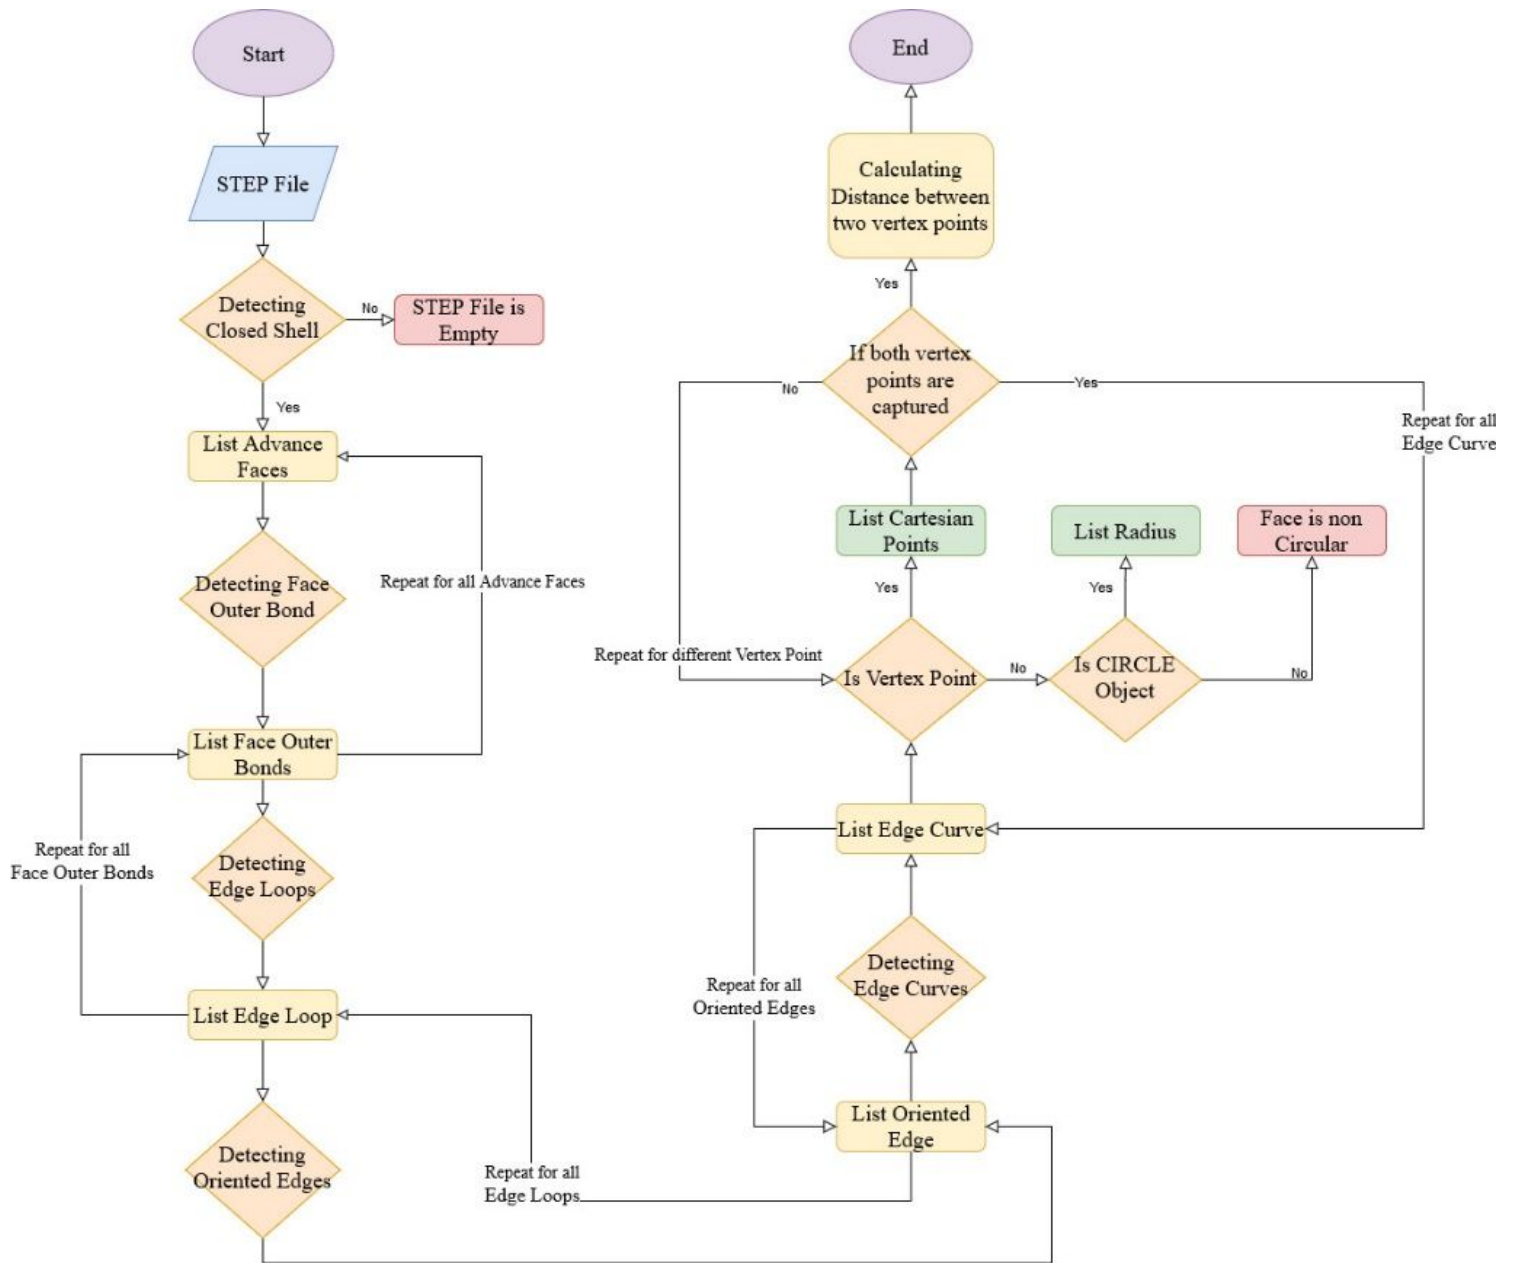 Start
STEP File
Detecting
Closed Shell
No
STEP File is
Empty
Yes
List Advance
Faces
Detecting Face
Outer Bond
Repeat for all Advance Faces
List Face Outer
Bonds
Repeat for all
Face Outer Bonds
Detecting
Edge Loops
List Edge Loop
Detecting
Oriented Edges
Repeat for all
Edge Loops
List Oriented
Edge
Repeat for all
Oriented Edges
Detecting
Edge Curves
List Edge Curve
Is Vertex Point
No
Is CIRCLE
Object
No
Yes
Yes
List Cartesian
Points
List Radius
Face is non
Circular
Repeat for different Vertex Point
If both vertex
points are
captured
No
Yes
Repeat for all
Edge Curve
Yes
Calculating
Distance between
two vertex points
End